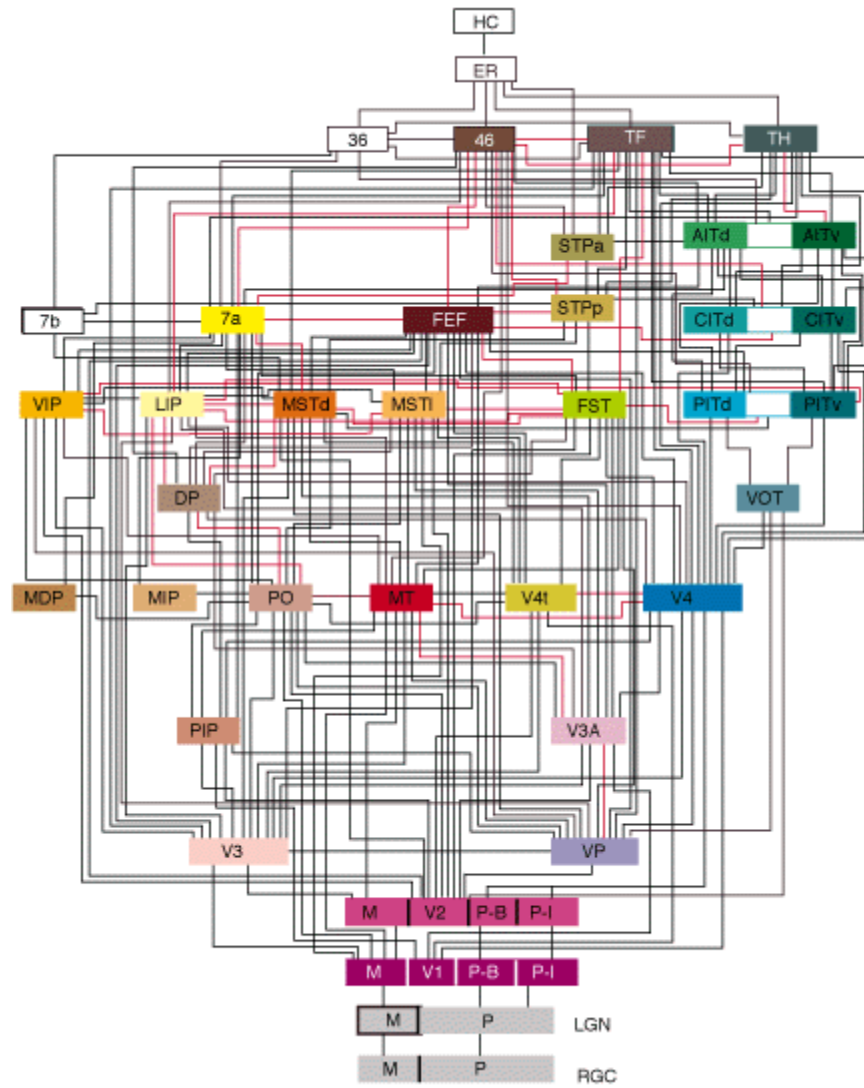 HC
ER
36 46 TF TH
STPa AITd AITv
7b 7a FEF STPp CITd CITv
VIP LIP MSTd MSTl FST PITd PITv
DP VOT
MDP MIP PO MT V4t V4
PIP V3A
V3 VP
M V2 P-B P-I
M V1 P-B P-I
M P LGN
M P RGC